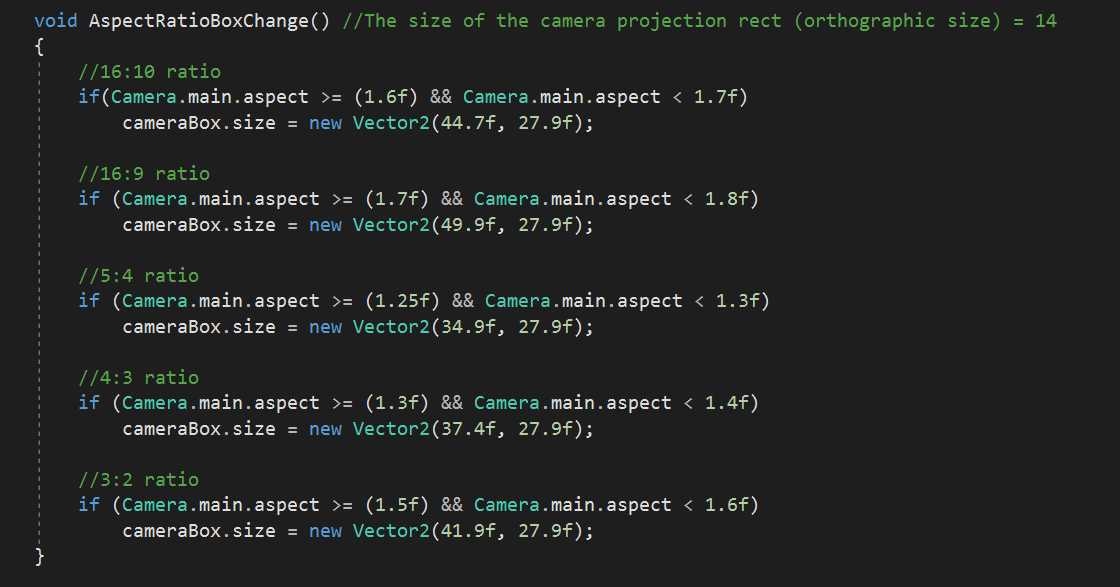 void AspectRatioBoxChange() //The size of the camera projection rect (orthographic size) = 14
{
//16:10 ratio
if(Camera.main.aspect >= (1.6f) && Camera.main.aspect < 1.7f)
cameraBox.size = new Vector2(44.7f, 27.9f);
//16:9 ratio
if (Camera.main.aspect >= (1.7f) && Camera.main.aspect < 1.8f)
cameraBox.size = new Vector2(49.9f, 27.9f);
//5:4 ratio
if (Camera.main.aspect >= (1.25f) && Camera.main.aspect < 1.3f)
cameraBox.size = new Vector2(34.9f, 27.9f);
//4:3 ratio
if (Camera.main.aspect >= (1.3f) && Camera.main.aspect < 1.4f)
cameraBox.size = new Vector2(37.4f, 27.9f);
//3:2 ratio
if (Camera.main.aspect >= (1.5f) && Camera.main.aspect < 1.6f)
cameraBox.size = new Vector2(41.9f, 27.9f);
}